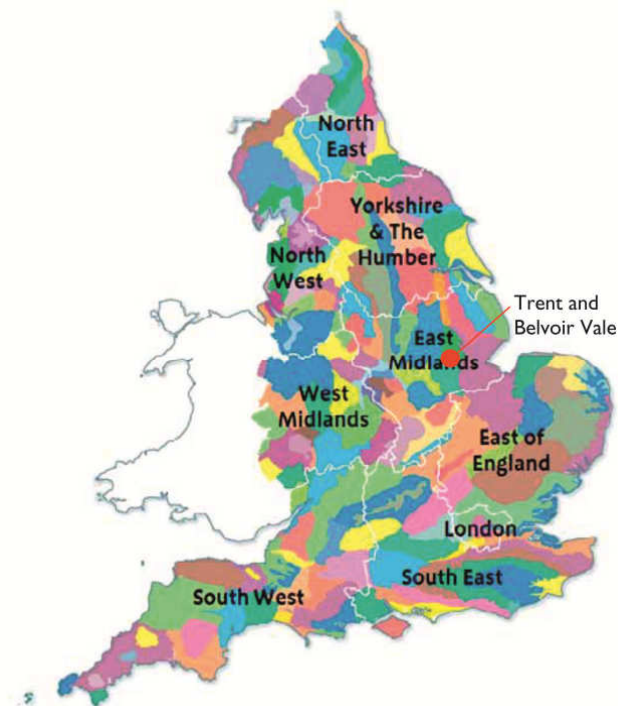 North
East
Yorkshire
& The
Humber
North
West
Trent and
Belvoir Vale
East
Midlands
West
Midlands
East of
England
London
South East
South West